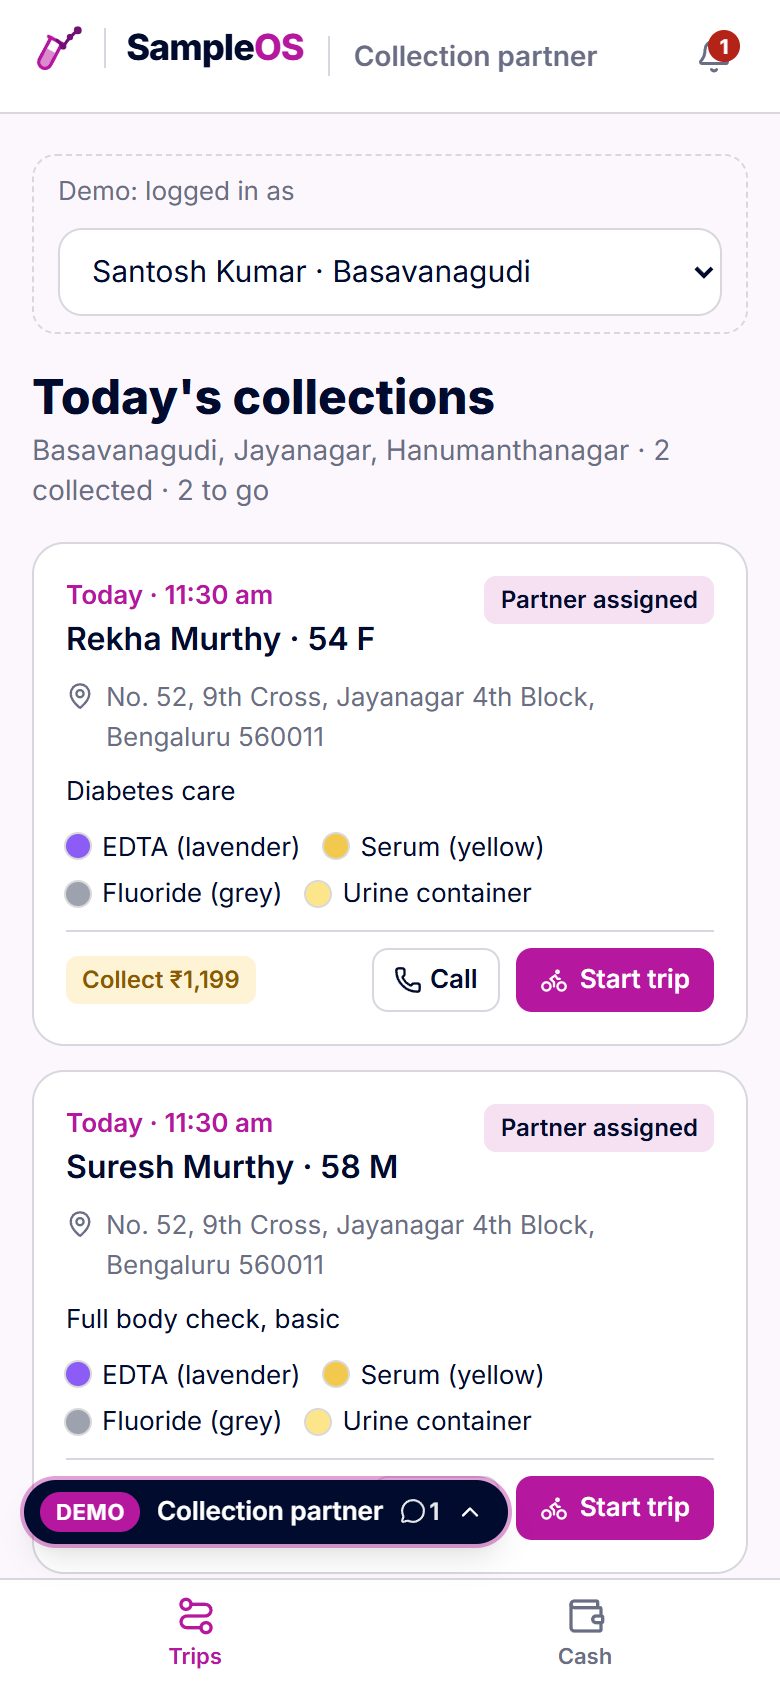 SampleOS
Collection partner
1
Demo: logged in as
Santosh Kumar · Basavanagudi
Today's collections
Basavanagudi, Jayanagar, Hanumanthanagar · 2
collected · 2 to go
Today · 11:30 am
Partner assigned
Rekha Murthy · 54 F
No. 52, 9th Cross, Jayanagar 4th Block,
Bengaluru 560011
Diabetes care
EDTA (lavender) Serum (yellow)
Fluoride (grey) Urine container
Collect ₹1,199
Call
Start trip
Today · 11:30 am
Partner assigned
Suresh Murthy · 58 M
No. 52, 9th Cross, Jayanagar 4th Block,
Bengaluru 560011
Full body check, basic
EDTA (lavender) Serum (yellow)
Fluoride (grey) Urine container
DEMO Collection partner 1
Start trip
Trips
Cash